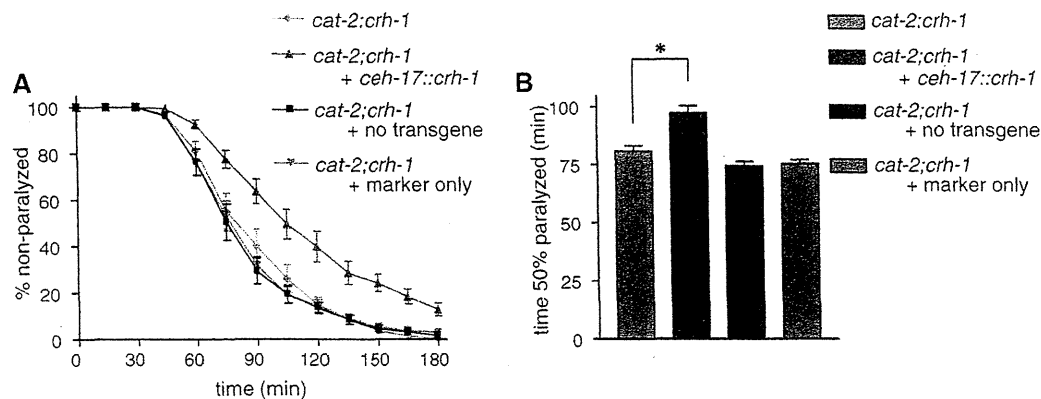 A
cat-2;crh-1
cat-2;crh-1
+ ceh-17::crh-1
cat-2;crh-1
+ no transgene
cat-2;crh-1
+ marker only
% non-paralyzed
100
80
60
40
20
0
0
30
60
90
120
150
180
time (min)
B
*
cat-2;crh-1
cat-2;crh-1
+ ceh-17::crh-1
cat-2;crh-1
+ no transgene
cat-2;crh-1
+ marker only
time 50% paralyzed (min)
100
75
50
25
0